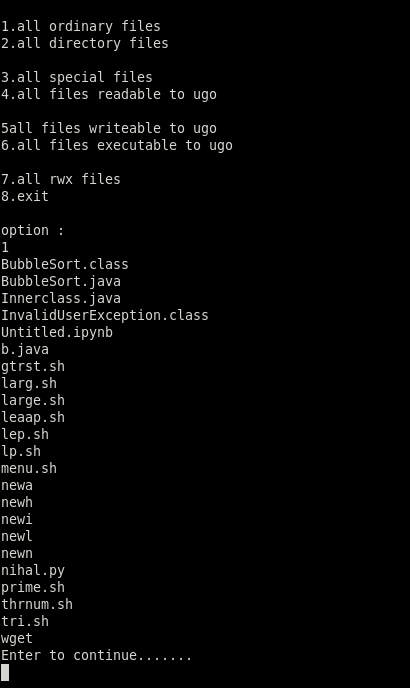 1.all ordinary files
2.all directory files
3.all special files
4.all files readable to ugo
5all files writeable to ugo
6.all files executable to ugo
7.all rwx files
8.exit
option :
1
BubbleSort.class
BubbleSort.java
Innerclass.java
InvalidUserException.class
Untitled.ipynb
b.java
gtrst.sh
larg.sh
large.sh
leaap.sh
lep.sh
lp.sh
menu.sh
newa
newh
newi
newl
newn
nihal.py
prime.sh
thrnum.sh
tri.sh
wget
Enter to continue.......